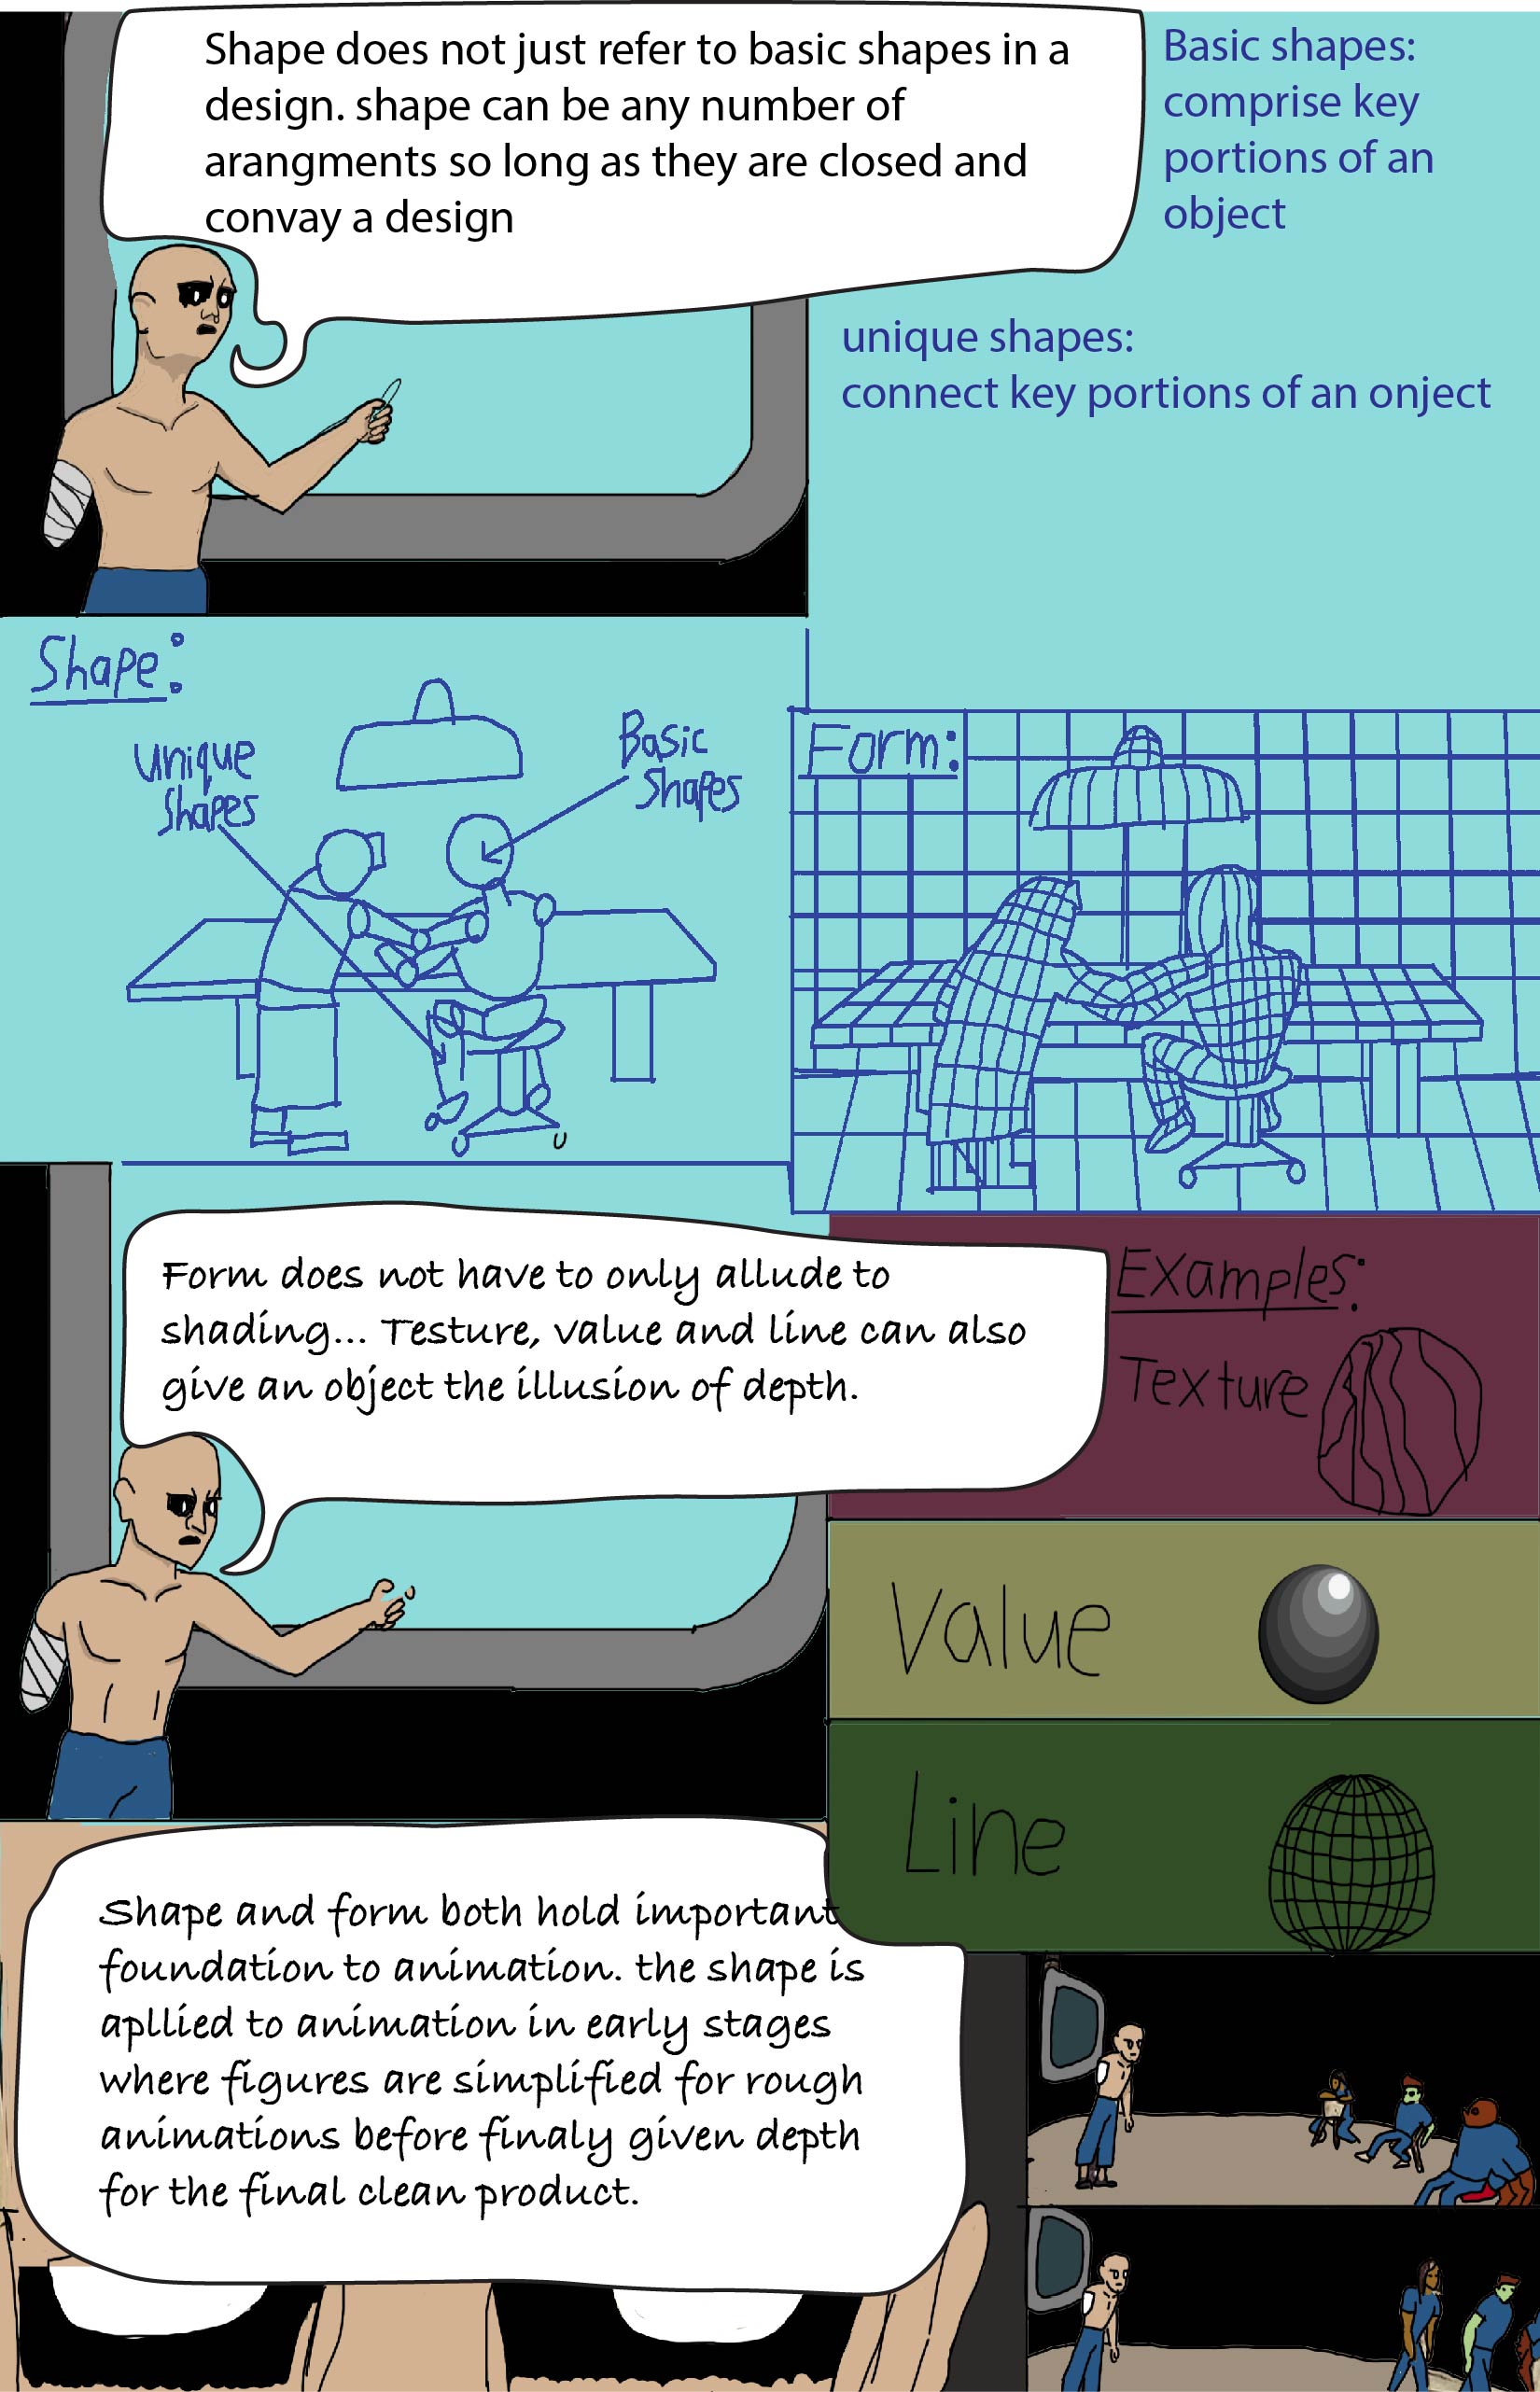 Shape does not just refer to basic shapes in a
design. shape can be any number of
arangments so long as they are closed and
convay a design
Basic shapes:
comprise key
portions of an
object
unique shapes:
connect key portions of an onject
Shape:
unique
shapes
Basic
Shapes
Form:
Form does not have to only allude to
shading... Testure, value and line can also
give an object the illusion of depth.
Examples:
Texture
Value
Line
Shape and form both hold important
foundation to animation. the shape is
apllied to animation in early stages
where figures are simplified for rough
animations before finaly given depth
for the final clean product.